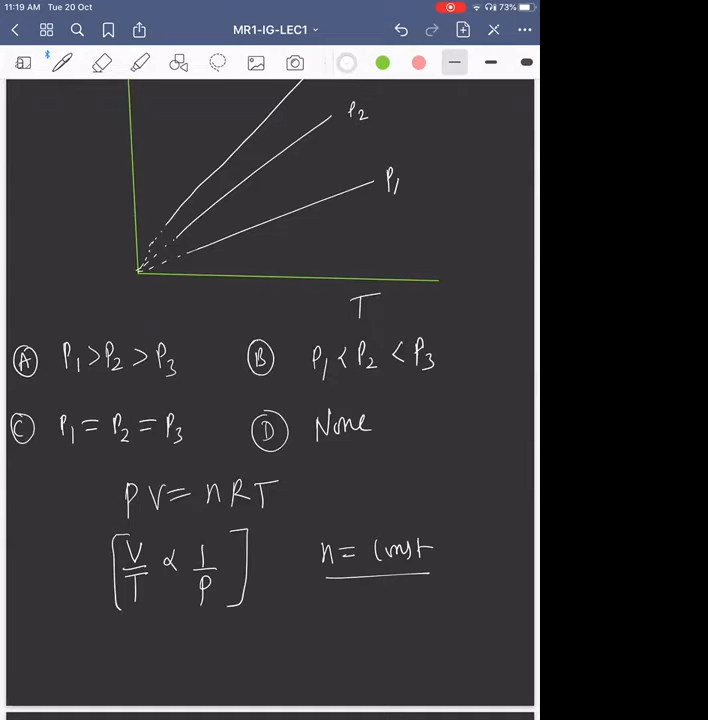 11:19 AM Tue 20 Oct 73%
MR1-IG-LEC1
P2
P1
T
A P1 > P2 > P3 B P1 < P2 < P3
C P1 = P2 = P3 D None
PV = nRT
[V/T ∝ 1/P] n = Const